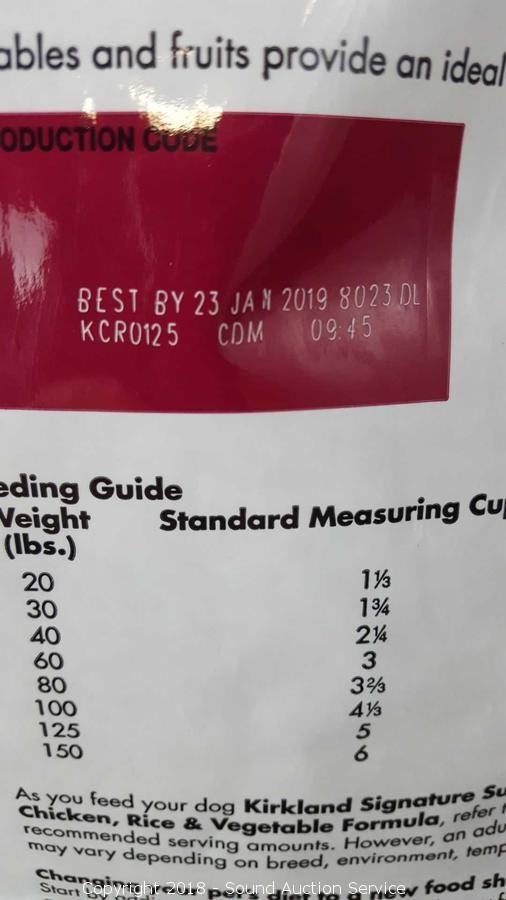 ables and fruits provide an ideal
ODUCTION CODE
BEST BY 23 JAN 2019 8023 DL
KCR0125 CDM 09:45
eding Guide
Weight Standard Measuring Cup
(lbs.)
20 1⅓
30 1¾
40 2¼
60 3
80 3⅔
100 4⅓
125 5
150 6
As you feed your dog Kirkland Signature Su
Chicken, Rice & Vegetable Formula, refer t
recommended serving amounts. However, an adu
may vary depending on breed, environment, temp
food sh
Start
Copyright 2018 - Sound Auction Service